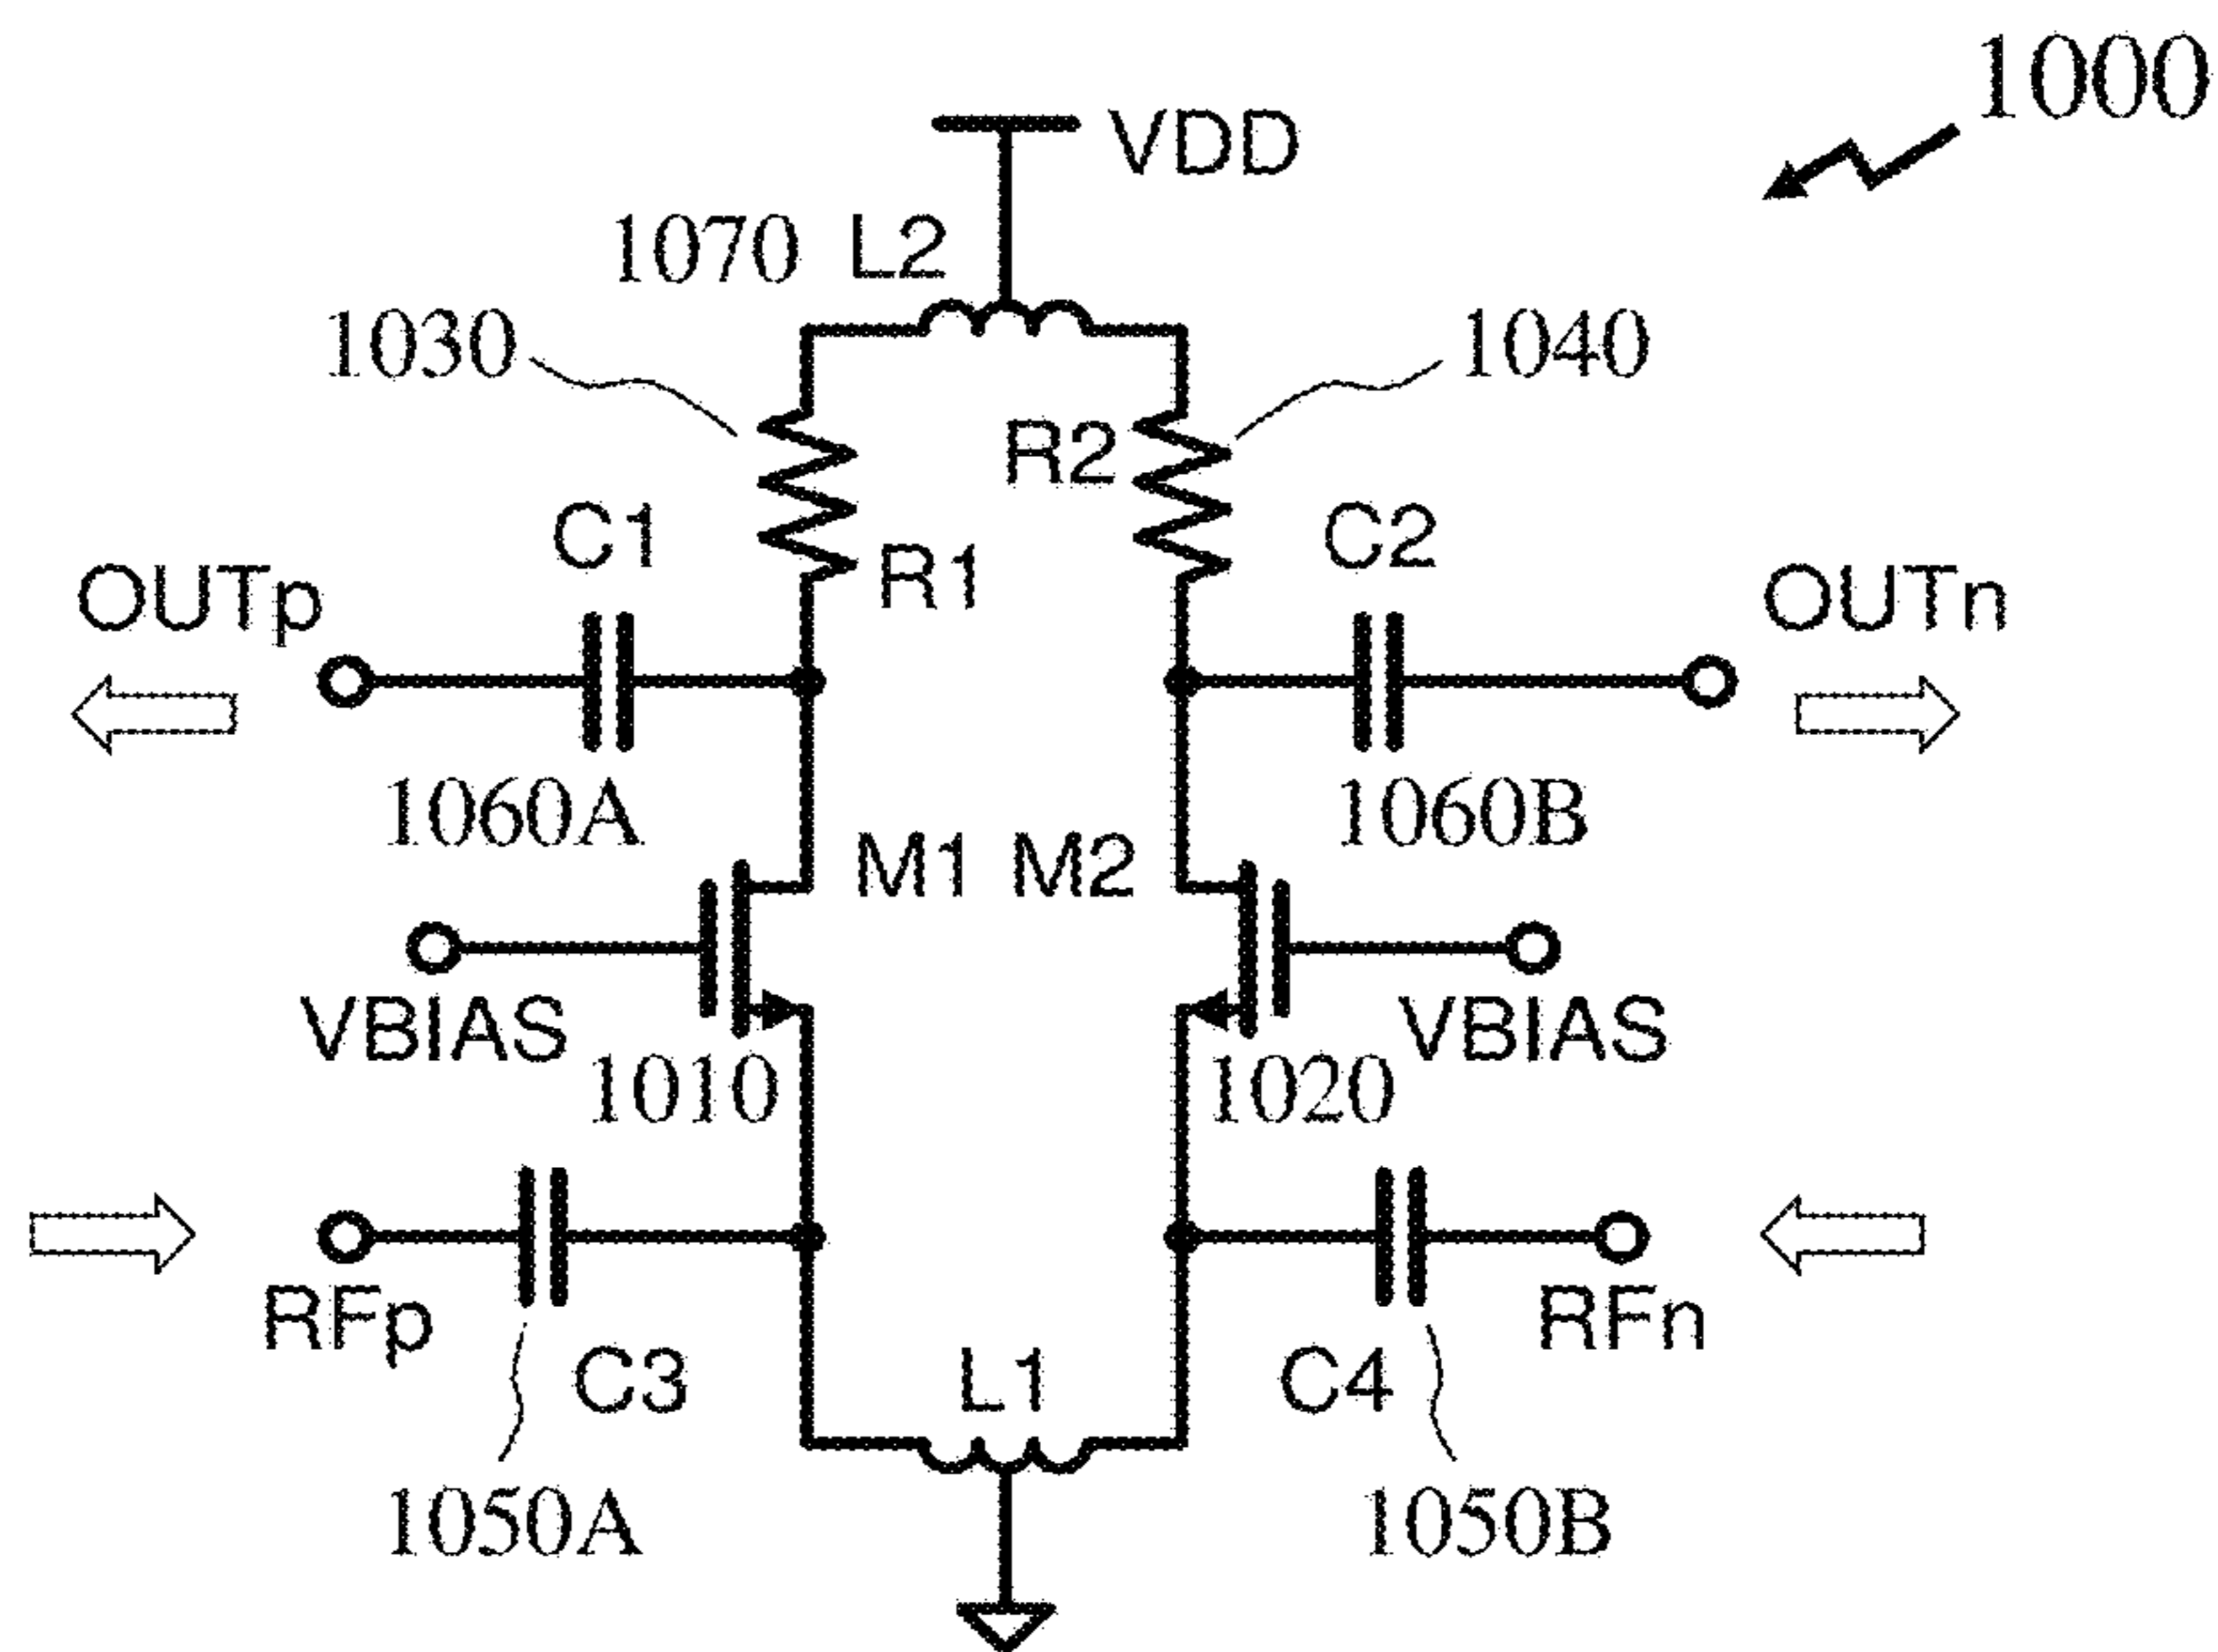 1000
VDD
1070 L2
1030
1040
R2
C1
C2
R1
OUTp
OUTn
1060A
1060B
M1 M2
VBIAS
VBIAS
1010
1020
RFp
RFn
C3
L1
C4
1050A
1050B